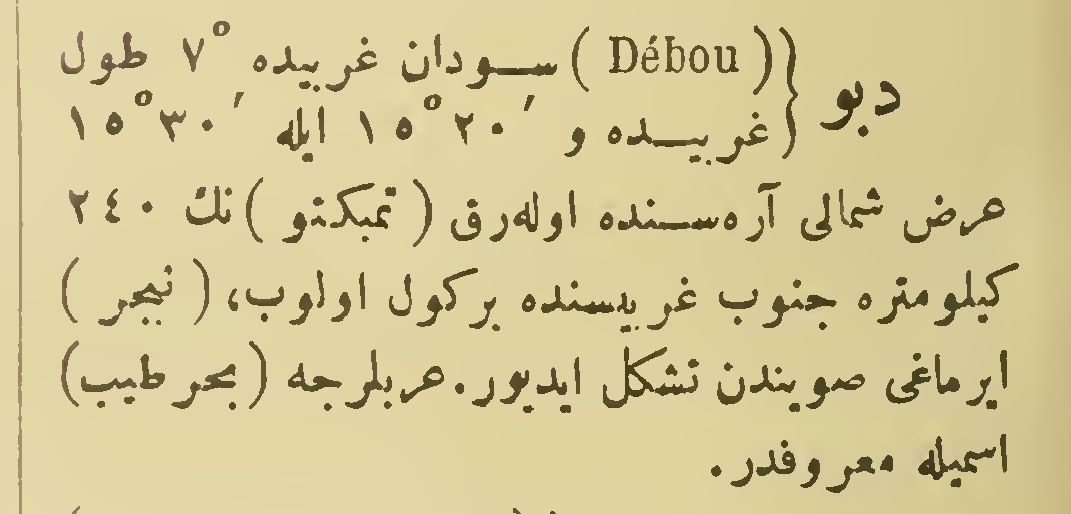 دبو { ( Débou ) سودان غربیده ۷° طول
غربیده و ۲۰′ ۱۵° ایله ۳۰′ ۱۵°
عرض شمالی آره‌سنده اوله‌رق ( تمبکتو ) نك ۲٤۰
کیلومتره جنوب غربیسنده برکول اولوب، ( نیجر )
ایرماغی صویندن تشکل ایدیور. عربلرجه ( بحر طیب )
اسمیله معروفدر.